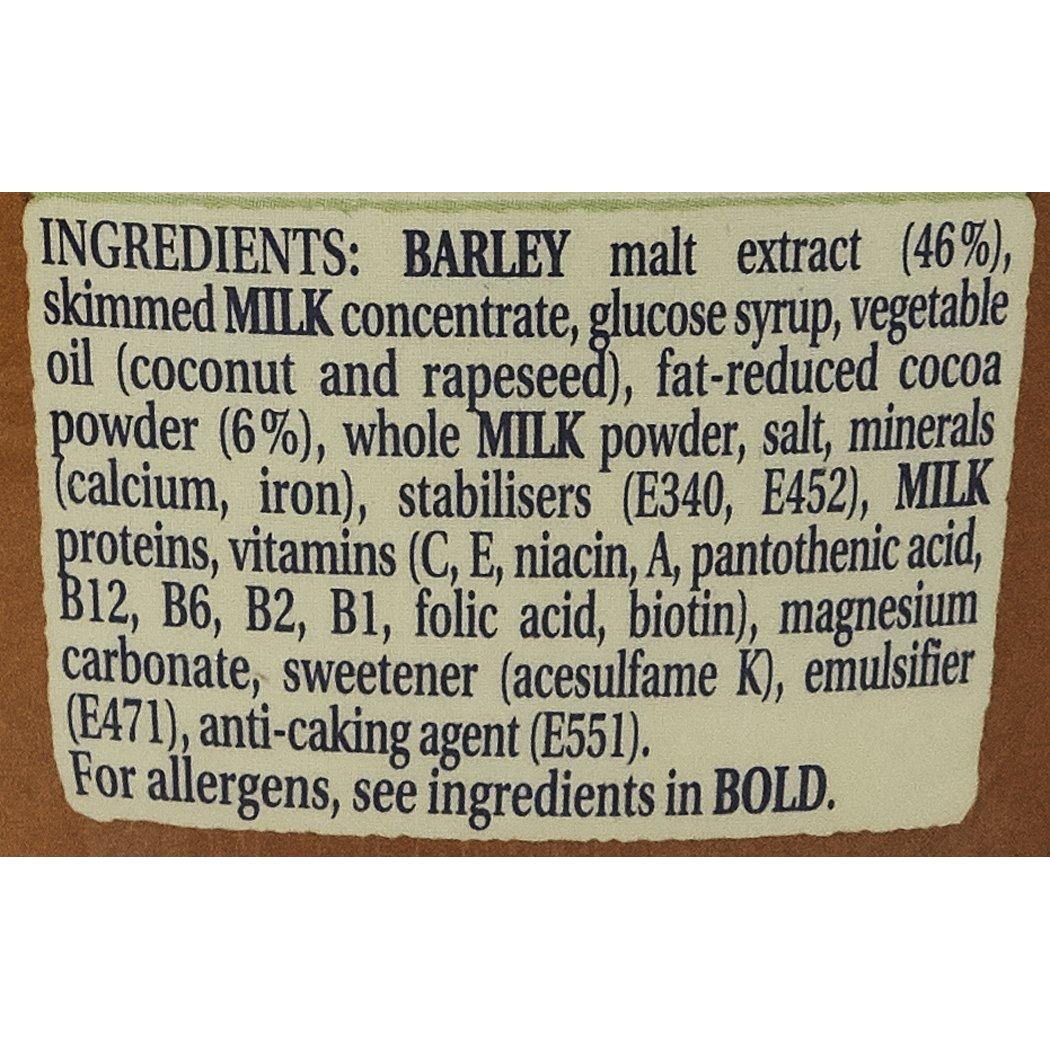 INGREDIENTS: BARLEY malt extract (46%),
skimmed MILK concentrate, glucose syrup, vegetable
oil (coconut and rapeseed), fat-reduced cocoa
powder (6%), whole MILK powder, salt, minerals
(calcium, iron), stabilisers (E340, E452), MILK
proteins, vitamins (C, E, niacin, A, pantothenic acid,
B12, B6, B2, B1, folic acid, biotin), magnesium
carbonate, sweetener (acesulfame K), emulsifier
(E471), anti-caking agent (E551).
For allergens, see ingredients in BOLD.